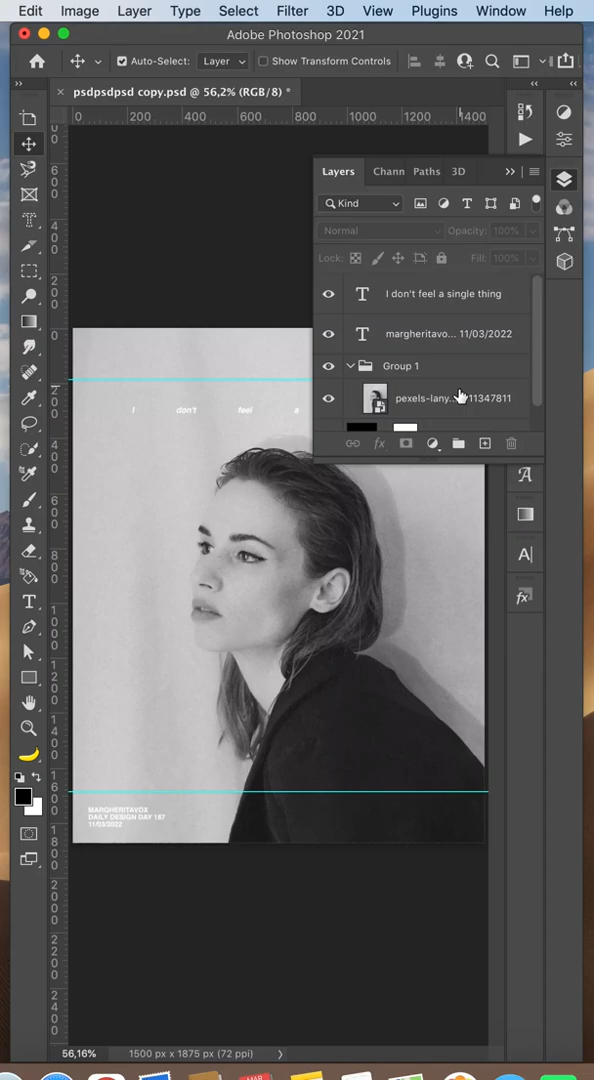 Edit Image Layer Type Select Filter 3D View Plugins Window Help
Adobe Photoshop 2021
Auto-Select: Layer Show Transform Controls
psdpsdpsd copy.psd @ 56,2% (RGB/8) *
0 200 400 600 800 1000 1200 1400
Layers Chann Paths 3D
Kind
Normal Opacity: 100%
Lock: Fill: 100%
I don't feel a single thing
margheritavo... 11/03/2022
Group 1
pexels-lany... 11347811
fx
I don't feel a
A
A|
fx
MARGHERITAVOX
DAILY DESIGN DAY 187
11/03/2022
56,16% 1500 px x 1875 px (72 ppi)